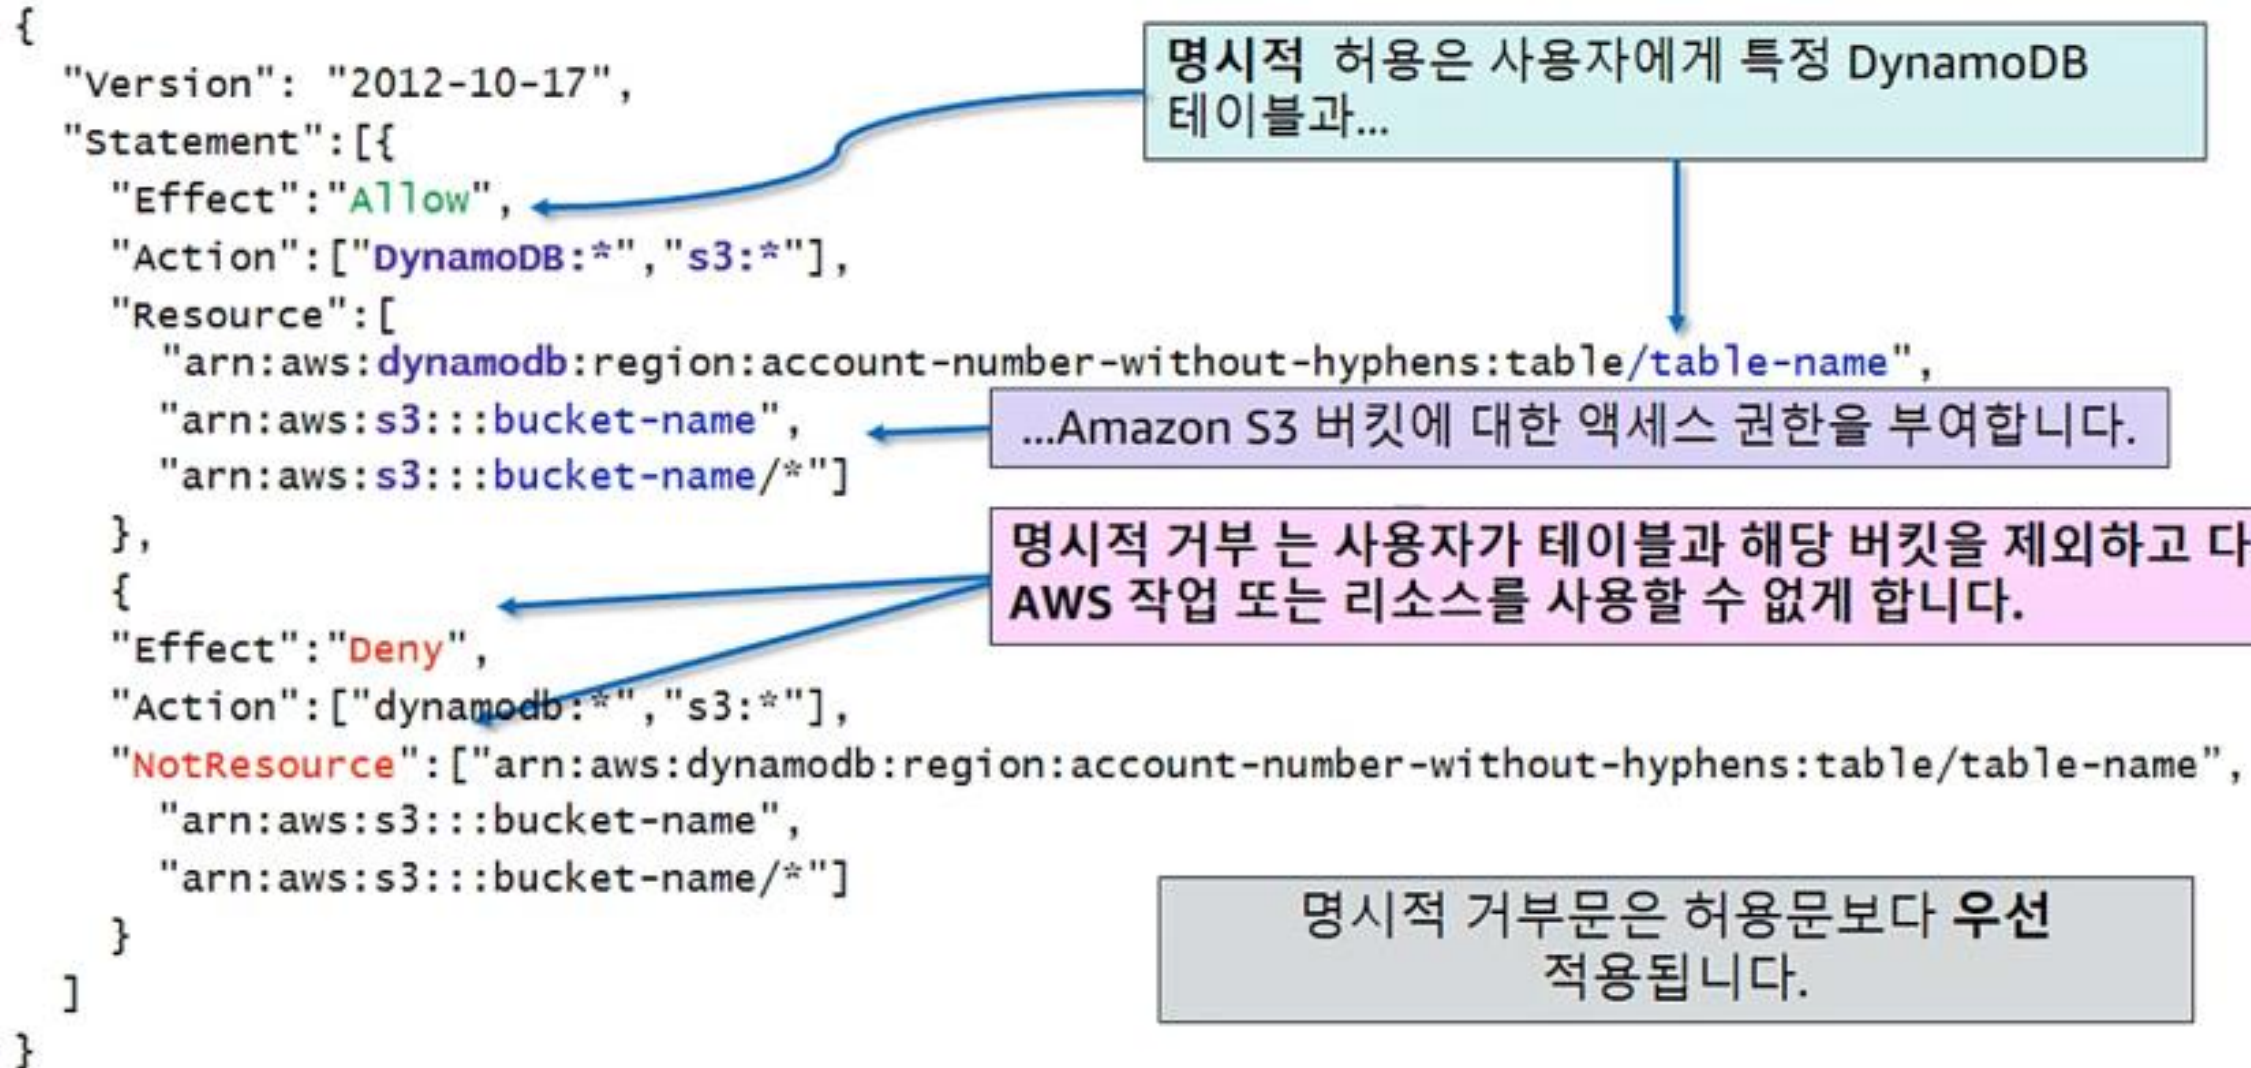 {
"Version": "2012-10-17",
"Statement":[{
"Effect":"Allow",
"Action":["DynamoDB:*","s3:*"],
"Resource":[
"arn:aws:dynamodb:region:account-number-without-hyphens:table/table-name",
"arn:aws:s3:::bucket-name",
"arn:aws:s3:::bucket-name/*"]
},
{
"Effect":"Deny",
"Action":["dynamodb:*","s3:*"],
"NotResource":["arn:aws:dynamodb:region:account-number-without-hyphens:table/table-name",
"arn:aws:s3:::bucket-name",
"arn:aws:s3:::bucket-name/*"]
}
]
}
명시적 허용은 사용자에게 특정 DynamoDB
테이블과...
...Amazon S3 버킷에 대한 액세스 권한을 부여합니다.
명시적 거부 는 사용자가 테이블과 해당 버킷을 제외하고 다
AWS 작업 또는 리소스를 사용할 수 없게 합니다.
명시적 거부문은 허용문보다 우선
적용됩니다.